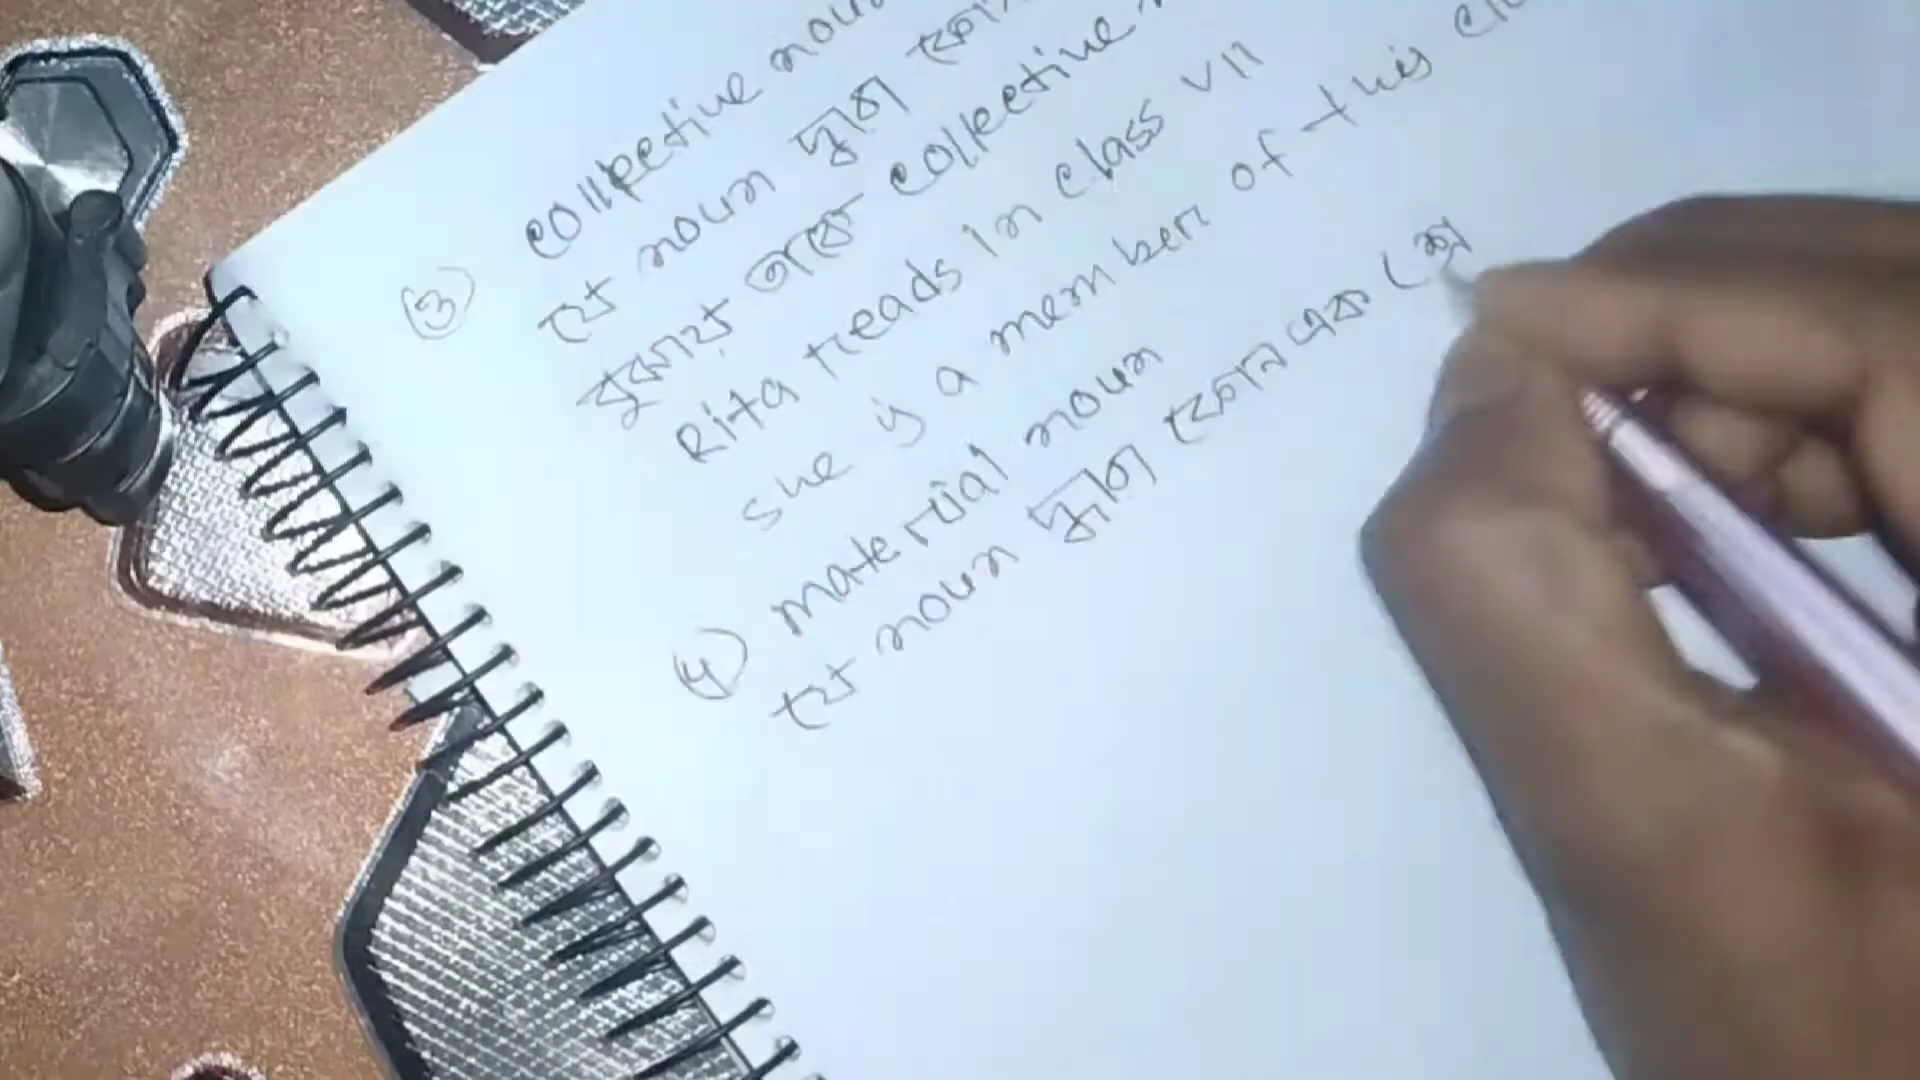 ③ Collective noun
যে noun দ্বারা কোন
বুঝায় তাকে collective
Rita reads in class VII
she is a member of this
④ material noun
যে noun দ্বারা কোন এক